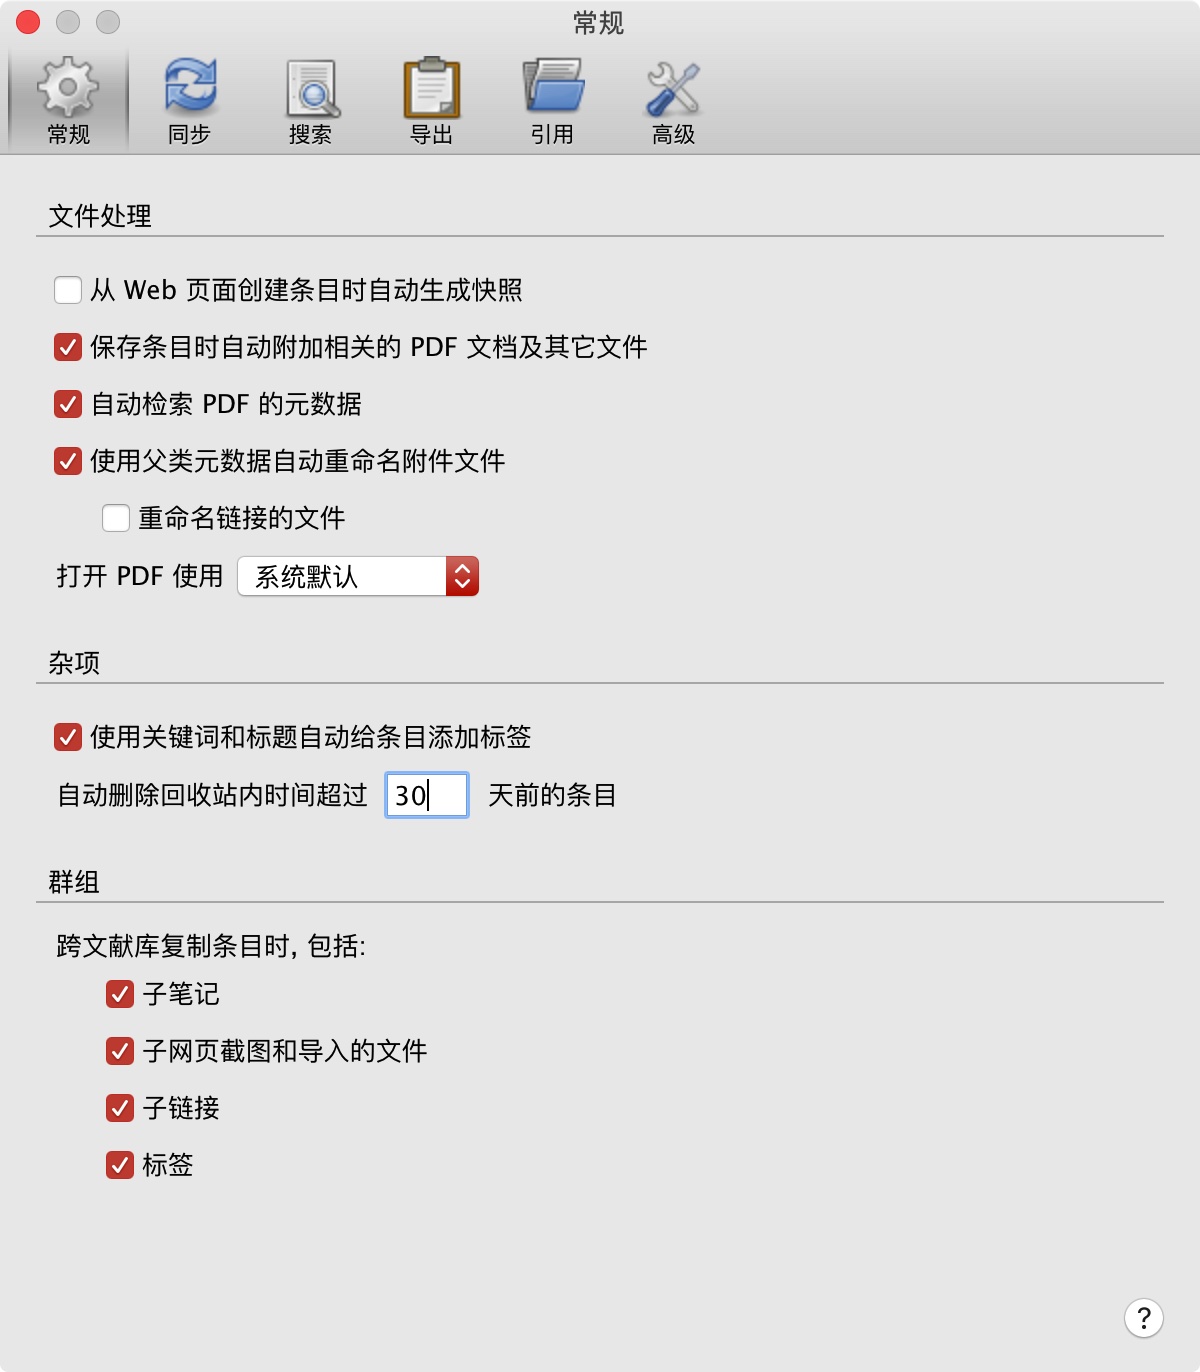 常规
常规
同步
搜索
导出
引用
高级
文件处理
从 Web 页面创建条目时自动生成快照
保存条目时自动附加相关的 PDF 文档及其它文件
自动检索 PDF 的元数据
使用父类元数据自动重命名附件文件
重命名链接的文件
打开 PDF 使用 系统默认
杂项
使用关键词和标题自动给条目添加标签
自动删除回收站内时间超过 30 天前的条目
群组
跨文献库复制条目时, 包括:
子笔记
子网页截图和导入的文件
子链接
标签
?